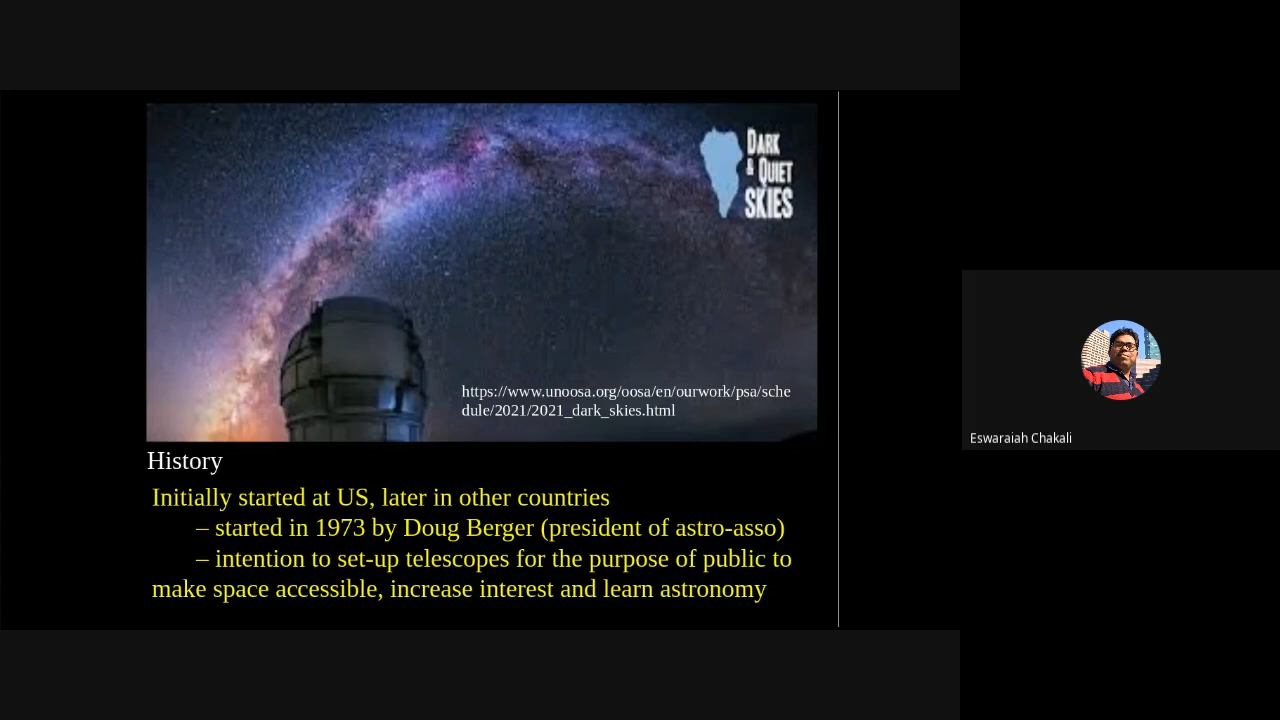 DARK
& QUIET
SKIES
https://www.unoosa.org/oosa/en/ourwork/psa/sche
dule/2021/2021_dark_skies.html
History
Initially started at US, later in other countries
– started in 1973 by Doug Berger (president of astro-asso)
– intention to set-up telescopes for the purpose of public to
make space accessible, increase interest and learn astronomy
Eswaraiah Chakali